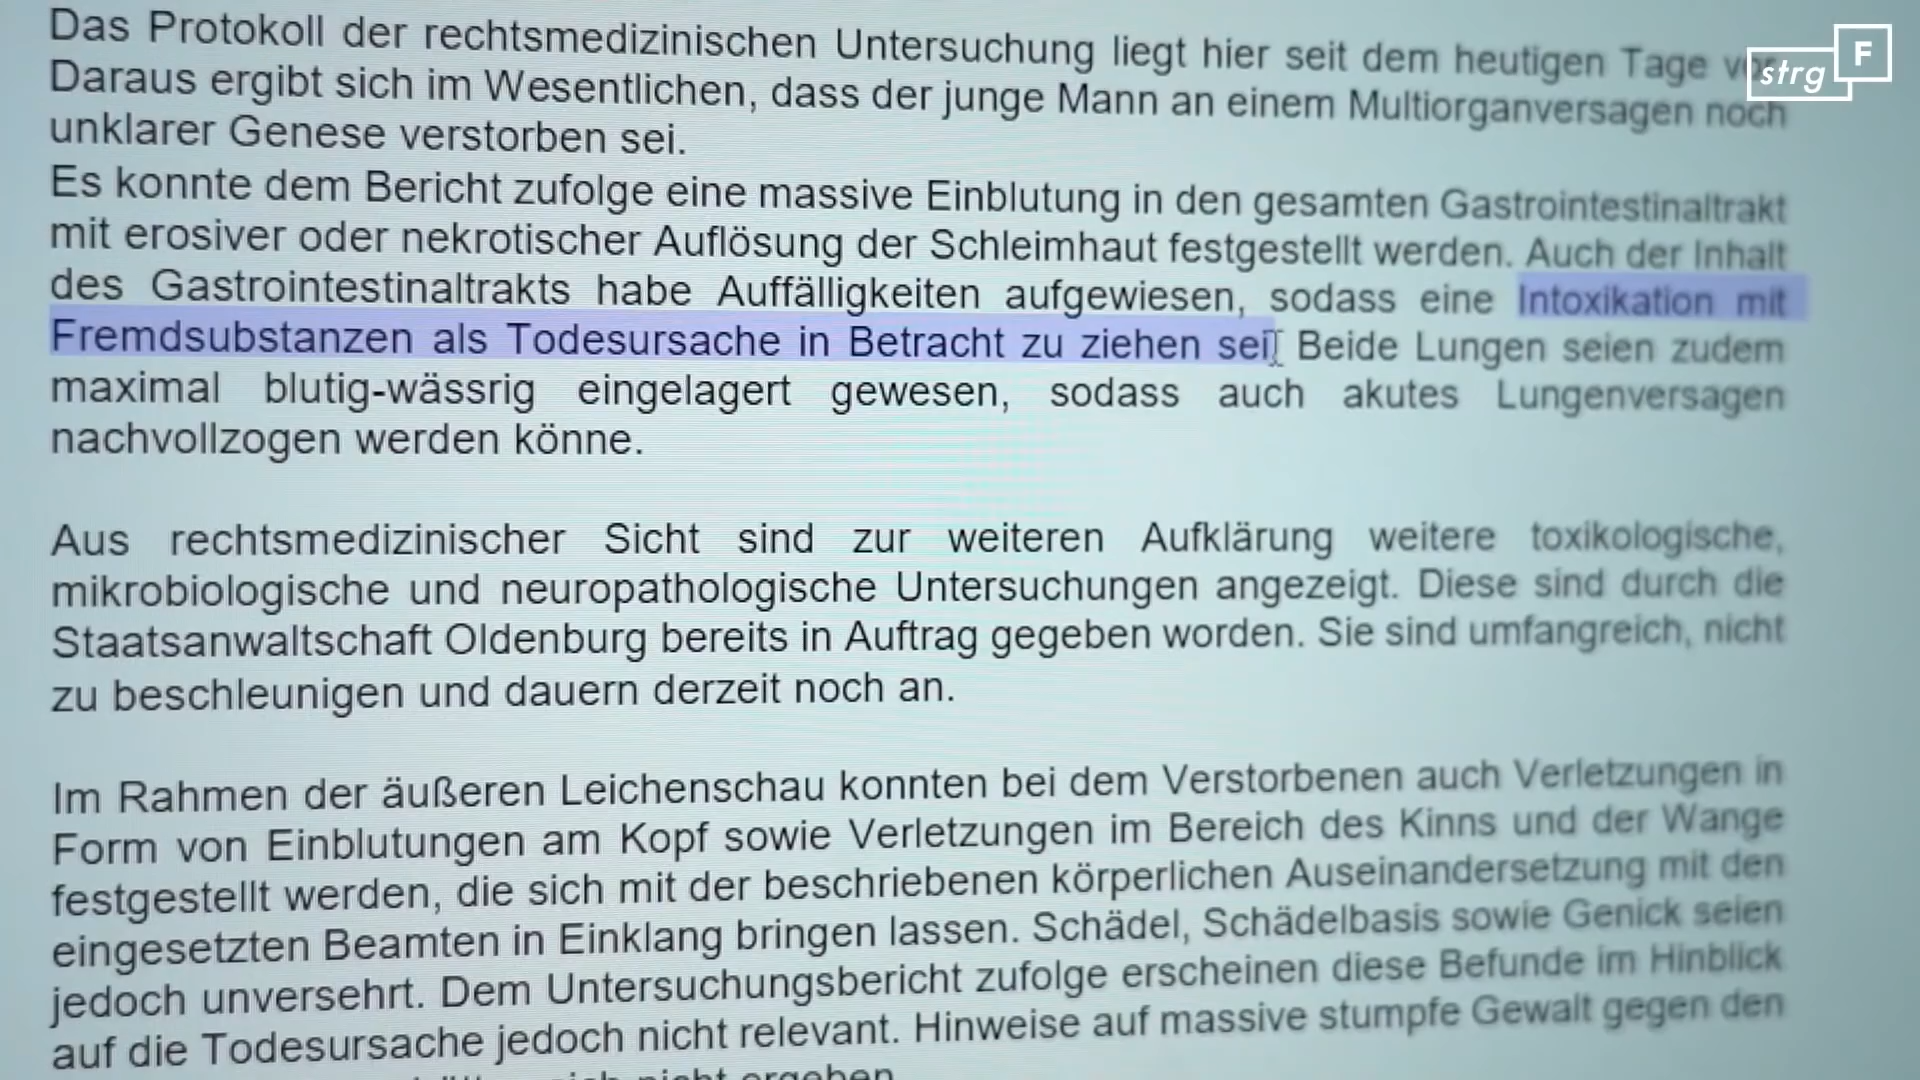 Das Protokoll der rechtsmedizinischen Untersuchung liegt hier seit dem heutigen Tage
strg F
Daraus ergibt sich im Wesentlichen, dass der junge Mann an einem Multiorganversagen noch
unklarer Genese verstorben sei.
Es konnte dem Bericht zufolge eine massive Einblutung in den gesamten Gastrointestinaltrakt
mit erosiver oder nekrotischer Auflösung der Schleimhaut festgestellt werden. Auch der Inhalt
des Gastrointestinaltrakts habe Auffälligkeiten aufgewiesen, sodass eine Intoxikation mit
Fremdsubstanzen als Todesursache in Betracht zu ziehen sei. Beide Lungen seien zudem
maximal blutig-wässrig eingelagert gewesen, sodass auch akutes Lungenversagen
nachvollzogen werden könne.
Aus rechtsmedizinischer Sicht sind zur weiteren Aufklärung weitere toxikologische,
mikrobiologische und neuropathologische Untersuchungen angezeigt. Diese sind durch die
Staatsanwaltschaft Oldenburg bereits in Auftrag gegeben worden. Sie sind umfangreich, nicht
zu beschleunigen und dauern derzeit noch an.
Im Rahmen der äußeren Leichenschau konnten bei dem Verstorbenen auch Verletzungen in
Form von Einblutungen am Kopf sowie Verletzungen im Bereich des Kinns und der Wange
festgestellt werden, die sich mit der beschriebenen körperlichen Auseinandersetzung mit den
eingesetzten Beamten in Einklang bringen lassen. Schädel, Schädelbasis sowie Genick seien
jedoch unversehrt. Dem Untersuchungsbericht zufolge erscheinen diese Befunde im Hinblick
auf die Todesursache jedoch nicht relevant. Hinweise auf massive stumpfe Gewalt gegen den
sich nicht ergeben